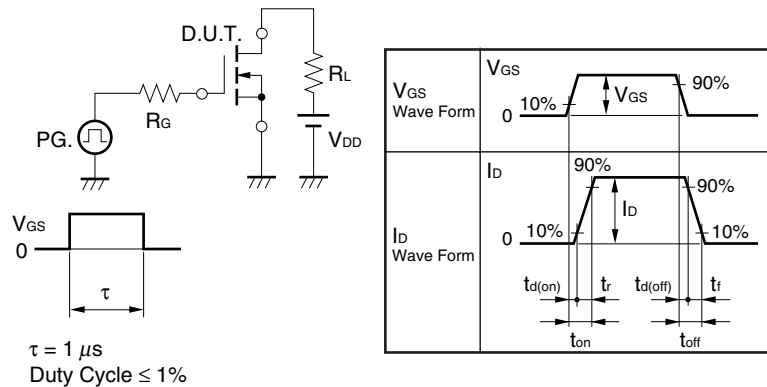 D.U.T.
RL
RG
PG.
VDD
VGS
0
τ
τ = 1 μs
Duty Cycle ≤ 1%
VGS
Wave Form
VGS
10%
0
VGS
90%
ID
Wave Form
ID
90%
90%
ID
10%
0
10%
td(on)
tr
td(off)
tf
ton
toff